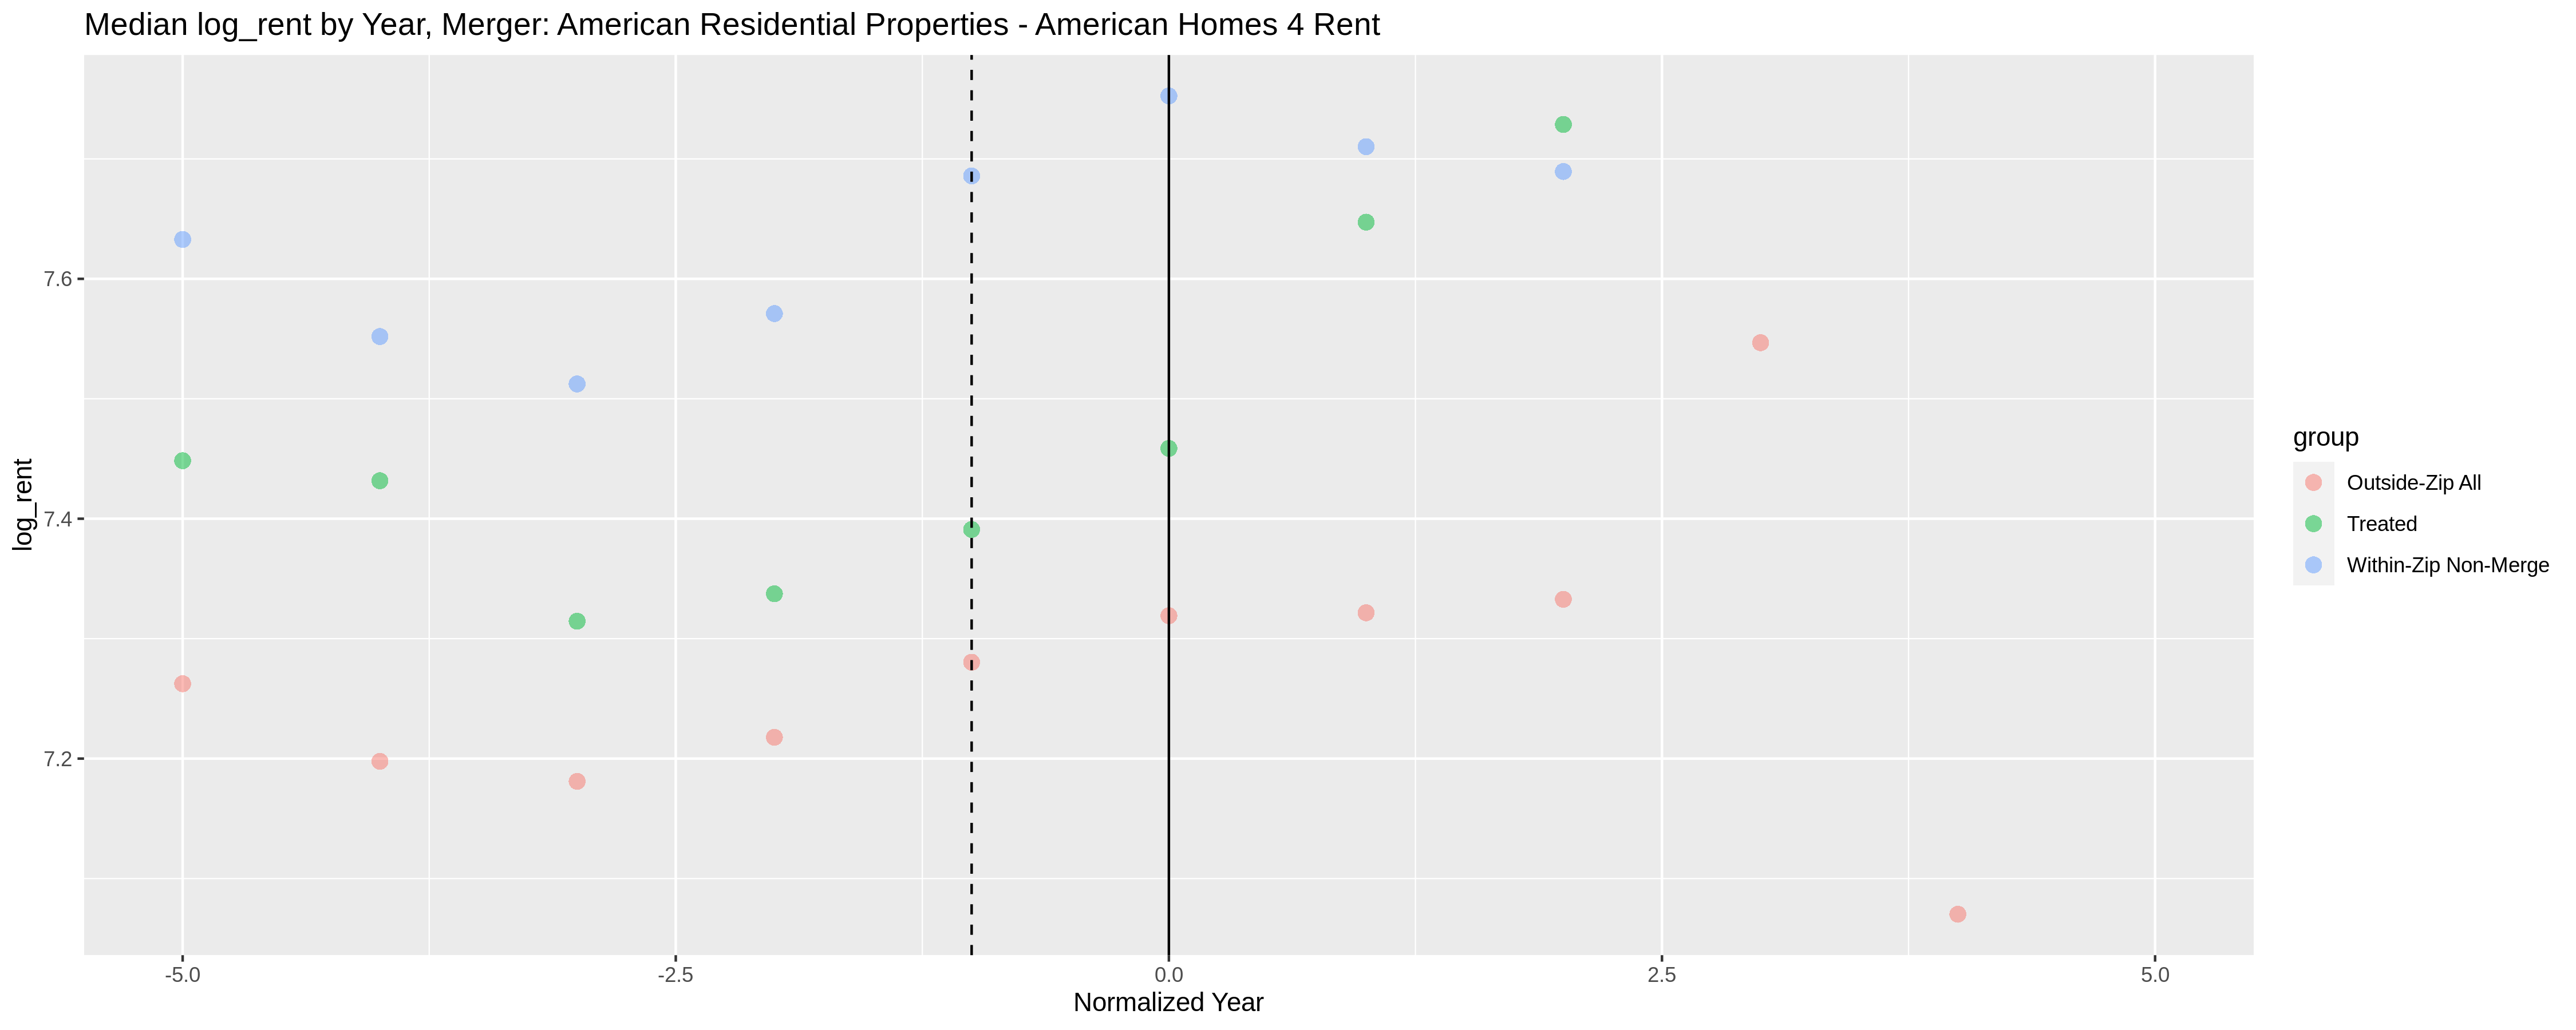 Median log_rent by Year, Merger: American Residential Properties - American Homes 4 Rent
log_rent
7.6
7.4
7.2
-5.0
-2.5
0.0
2.5
5.0
Normalized Year
group
Outside-Zip All
Treated
Within-Zip Non-Merge